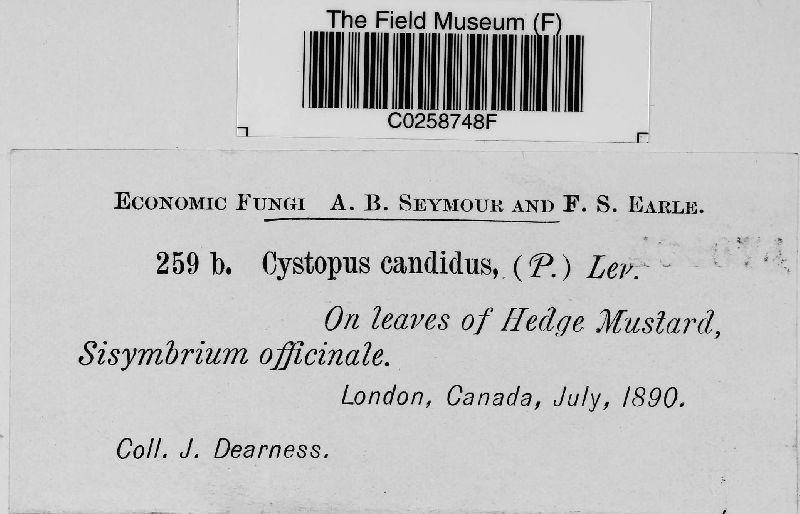 The Field Museum (F)
C0258748F
Economic Fungi A. B. Seymour and F. S. Earle.
259 b. Cystopus candidus, (P.) Lev.
On leaves of Hedge Mustard,
Sisymbrium officinale.
London, Canada, July, 1890.
Coll. J. Dearness.